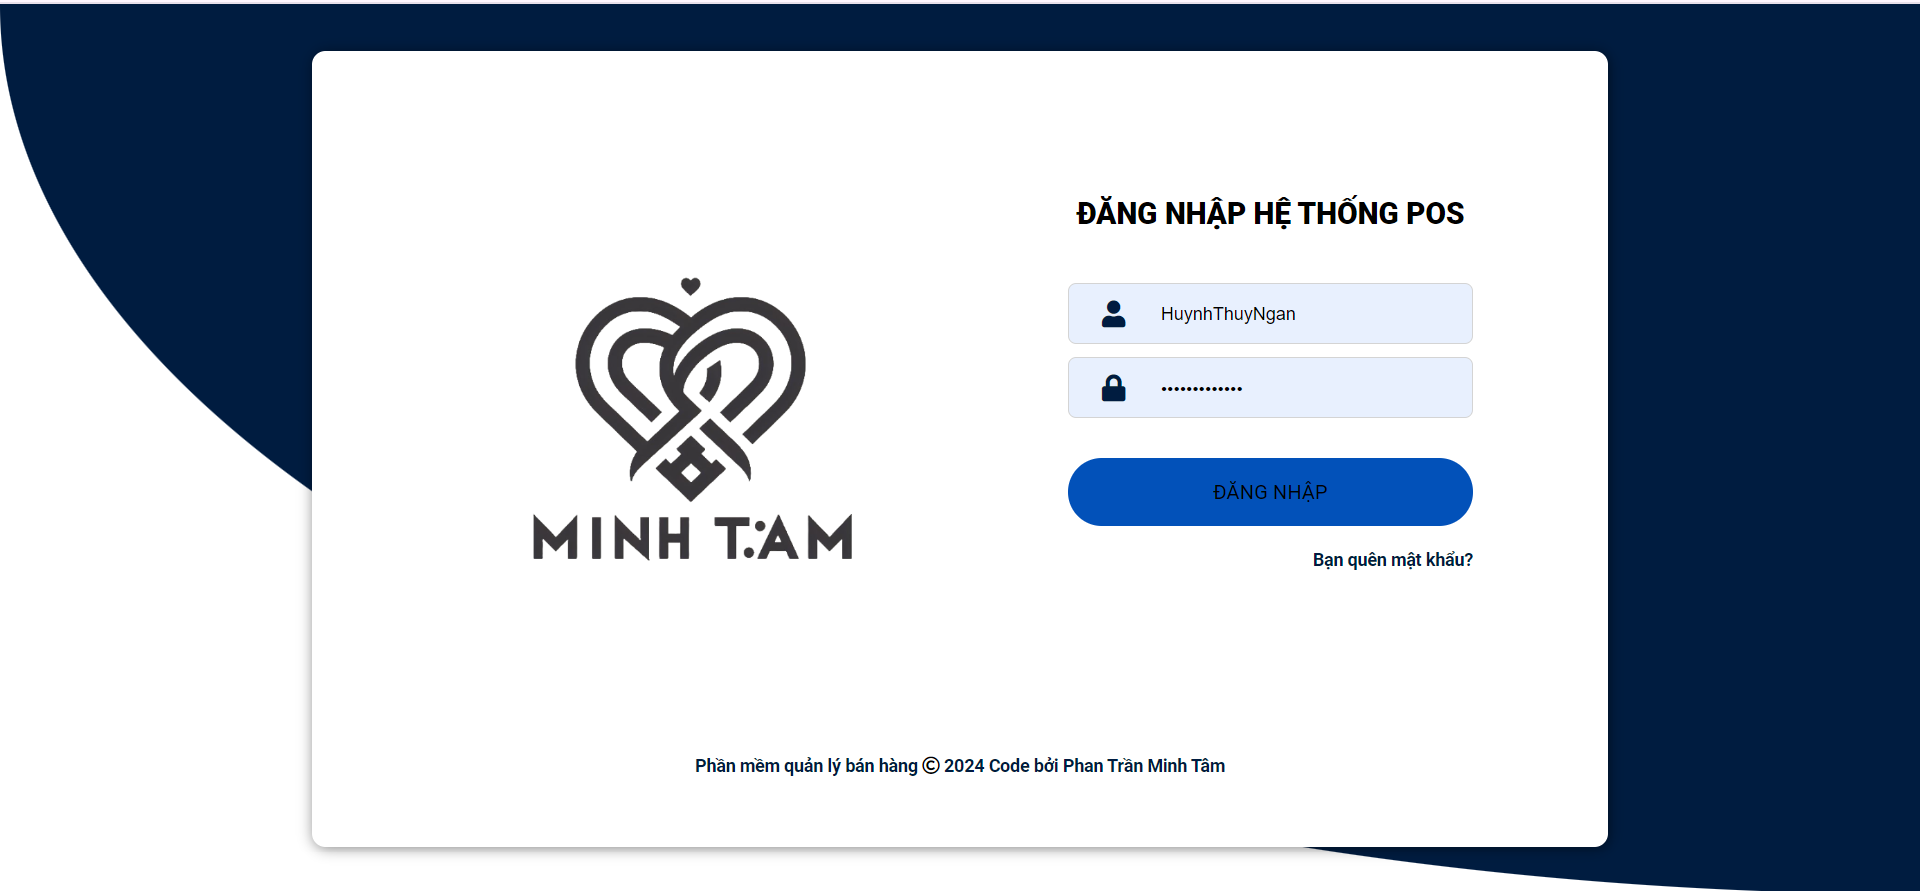 ĐĂNG NHẬP HỆ THỐNG POS
HuynhThuyNgan
•••••••••••••
ĐĂNG NHẬP
Bạn quên mật khẩu?
MINH TAM
Phần mềm quản lý bán hàng © 2024 Code bởi Phan Trần Minh Tâm